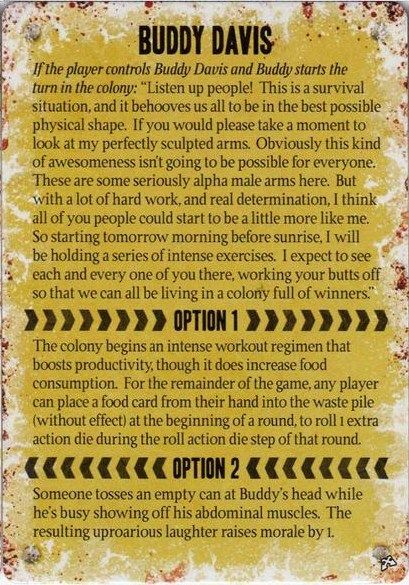 BUDDY DAVIS
If the player controls Buddy Davis and Buddy starts the
turn in the colony: "Listen up people!  This is a survival
situation, and it behooves us all to be in the best possible
physical shape.  If you would please take a moment to
look at my perfectly sculpted arms.  Obviously this kind
of awesomeness isn't going to be possible for everyone.
These are some seriously alpha male arms here.  But
with a lot of hard work, and real determination, I think
all of you people could start to be a little more like me.
So starting tomorrow morning before sunrise, I will
be holding a series of intense exercises.  I expect to see
each and every one of you there, working your butts off
so that we can all be living in a colony full of winners."
OPTION 1
The colony begins an intense workout regimen that
boosts productivity, though it does increase food
consumption.  For the remainder of the game, any player
can place a food card from their hand into the waste pile
(without effect) at the beginning of a round, to roll 1 extra
action die during the roll action die step of that round.
OPTION 2
Someone tosses an empty can at Buddy's head while
he's busy showing off his abdominal muscles.  The
resulting uproarious laughter raises morale by 1.